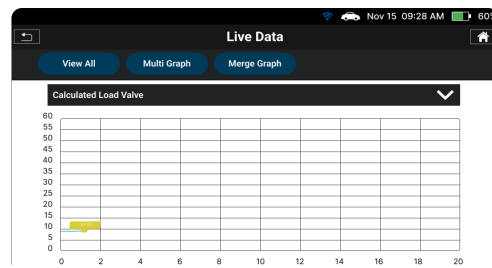 Nov 15 09:28 AM 60%
Live Data
View All Multi Graph Merge Graph
Calculated Load Valve
60
55
50
45
40
35
30
25
20
15
10
5
0
0 2 4 6 8 10 12 14 16 18 20